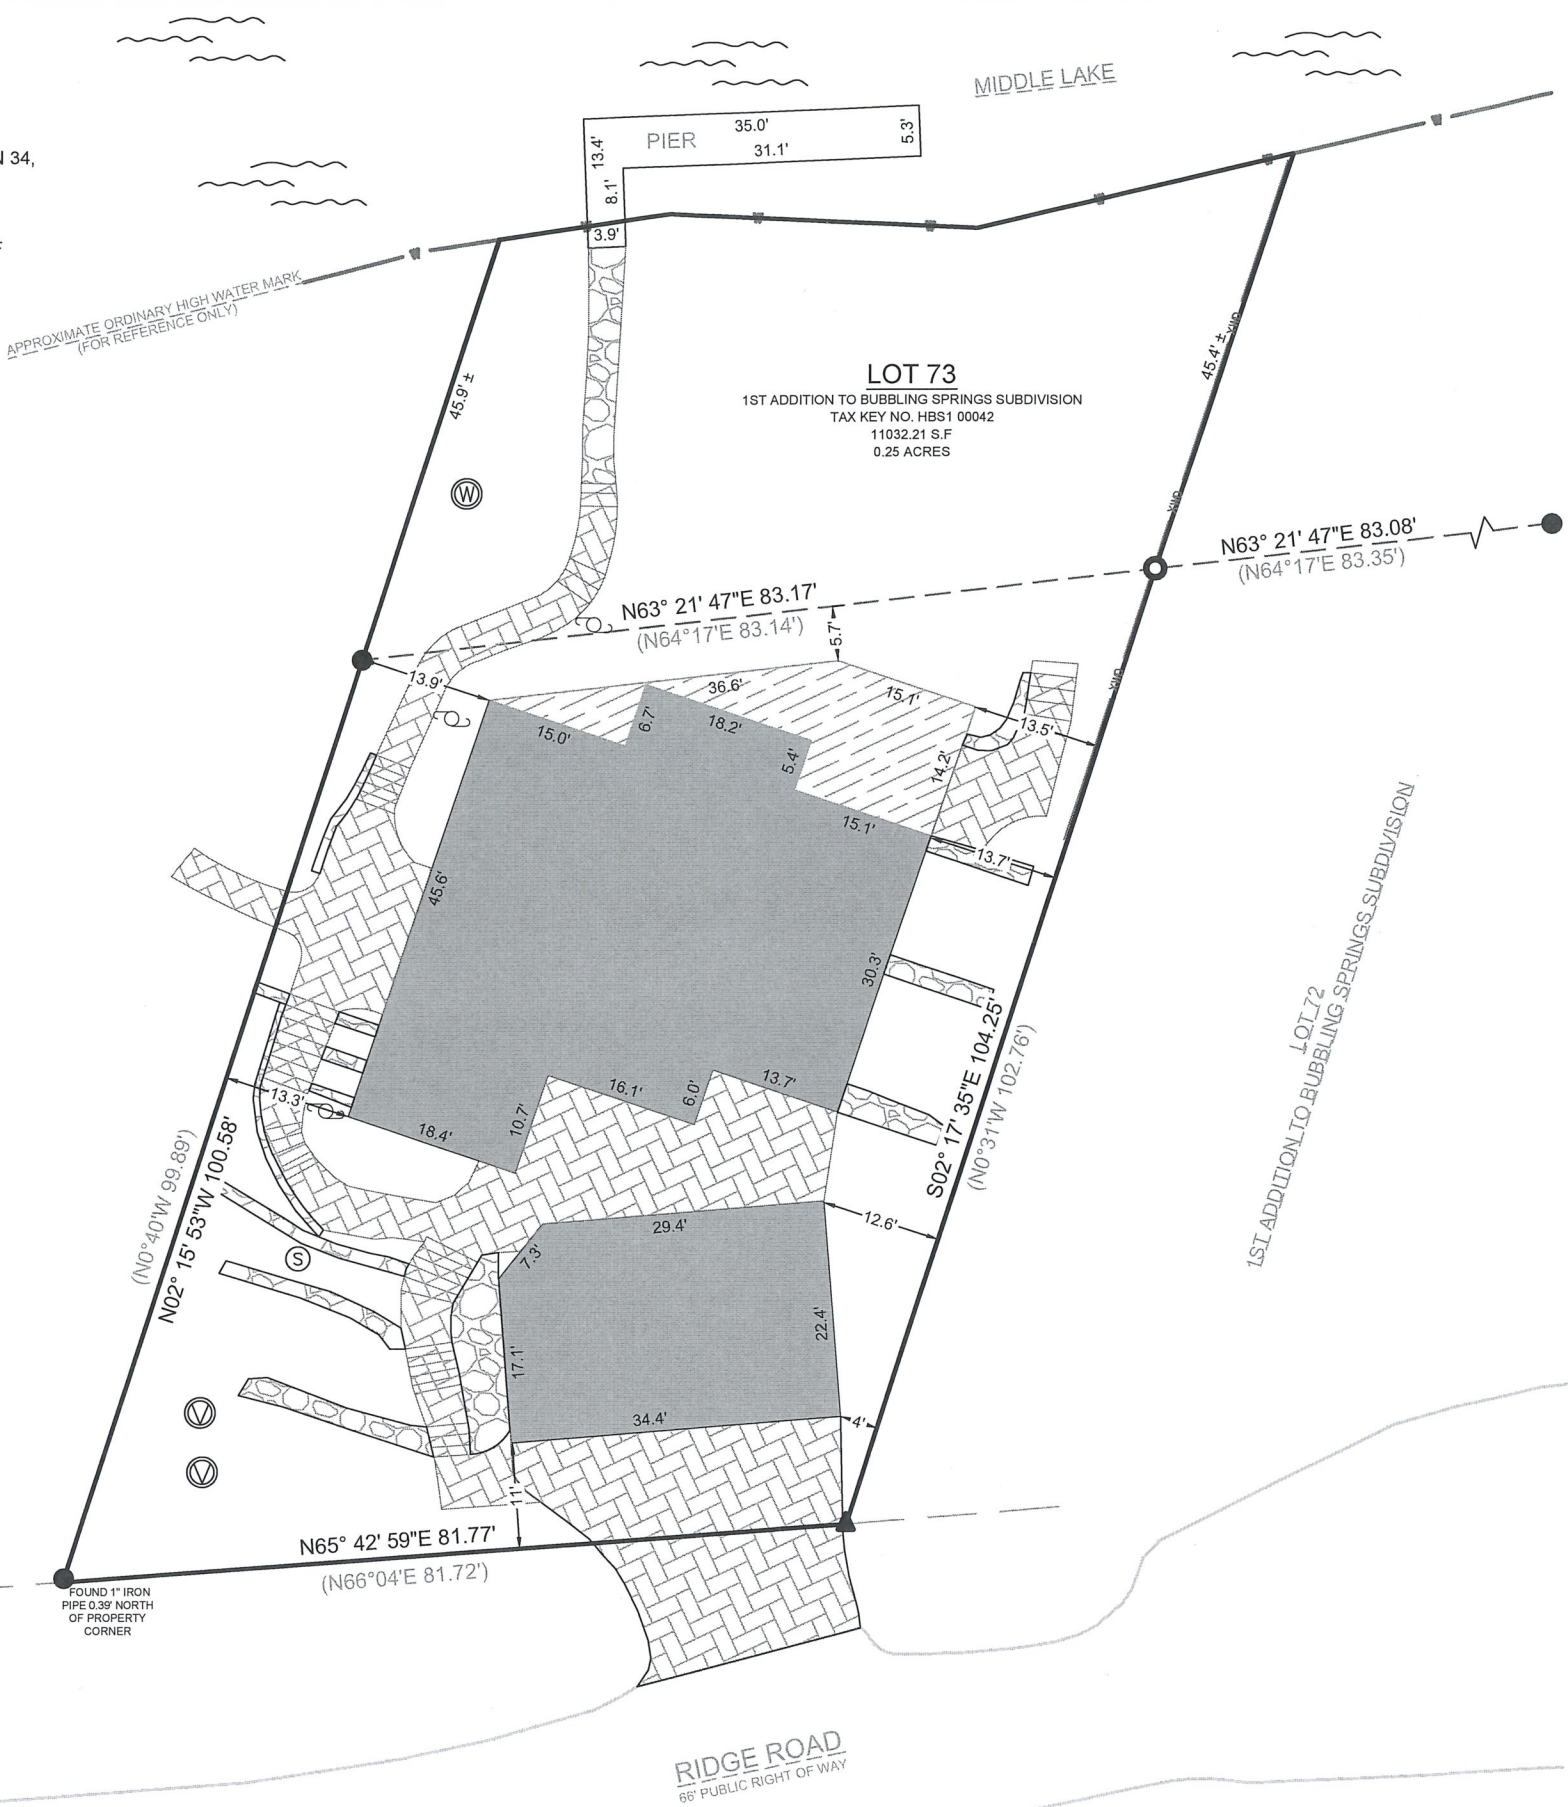 MIDDLE LAKE
35.0'
PIER
13.4'
5.3'
31.1'
N 34,
8.1'
3.9'
APPROXIMATE ORDINARY HIGH WATER MARK
(FOR REFERENCE ONLY)
45.9' ±
45.4' ±
LOT 73
1ST ADDITION TO BUBBLING SPRINGS SUBDIVISION
TAX KEY NO. HBS1 00042
11032.21 S.F
0.25 ACRES
W
N63° 21' 47"E 83.08'
(N64°17'E 83.35')
N63° 21' 47"E 83.17'
(N64°17'E 83.14')
5.7'
13.9'
36.6'
15.1'
15.0'
6.7'
18.2'
13.5'
5.4'
14.2'
15.1'
13.7'
45.6'
30.3'
LOT 72
1ST ADDITION TO BUBBLING SPRINGS SUBDIVISION
S02° 17' 35"E 104.25'
(N0°31'W 102.76')
13.3'
18.4'
10.7'
16.1'
6.0'
13.7'
N02° 15' 53"W 100.58'
(N0°40'W 99.89')
29.4'
12.6'
7.3'
S
22.4'
17.1'
34.4'
4'
V
V
11'
N65° 42' 59"E 81.77'
(N66°04'E 81.72')
FOUND 1" IRON
PIPE 0.39' NORTH
OF PROPERTY
CORNER
RIDGE ROAD
66' PUBLIC RIGHT OF WAY